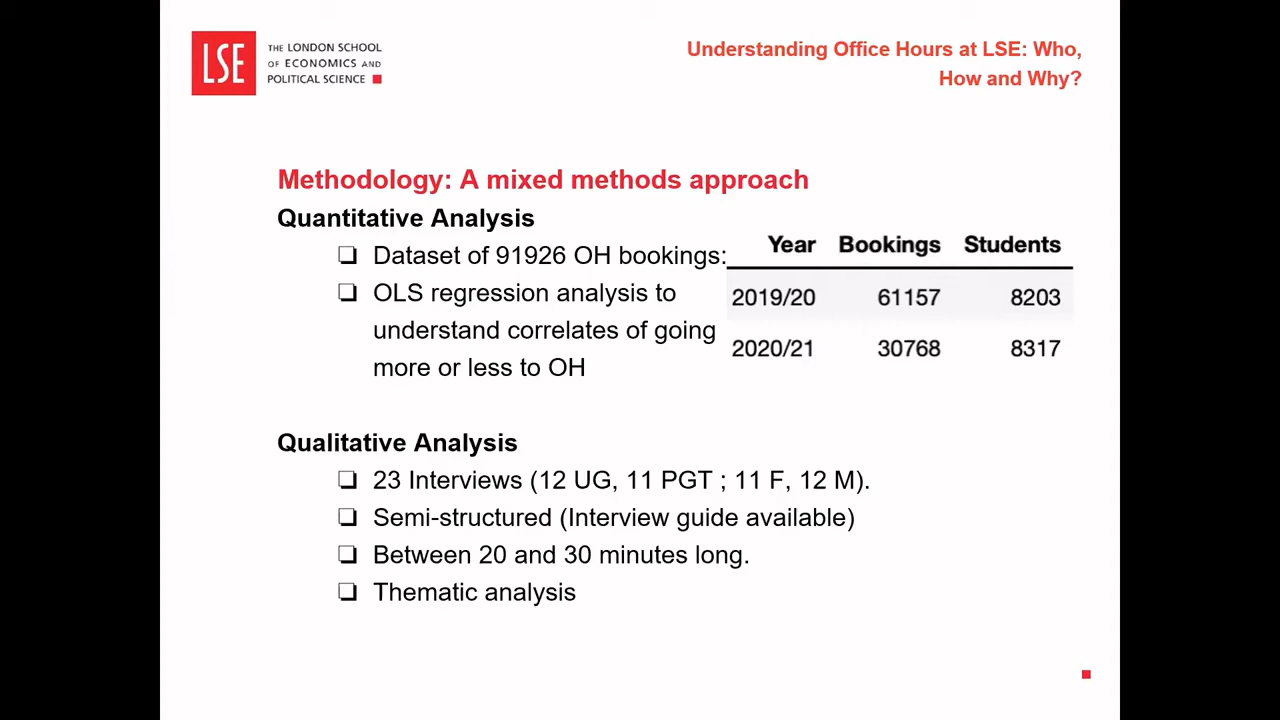 LSE
THE LONDON SCHOOL
OF ECONOMICS AND
POLITICAL SCIENCE
Understanding Office Hours at LSE: Who,
How and Why?
Methodology: A mixed methods approach
Quantitative Analysis
❑ Dataset of 91926 OH bookings:
❑ OLS regression analysis to
understand correlates of going
more or less to OH
Year Bookings Students
2019/20 61157 8203
2020/21 30768 8317
Qualitative Analysis
❑ 23 Interviews (12 UG, 11 PGT ; 11 F, 12 M).
❑ Semi-structured (Interview guide available)
❑ Between 20 and 30 minutes long.
❑ Thematic analysis